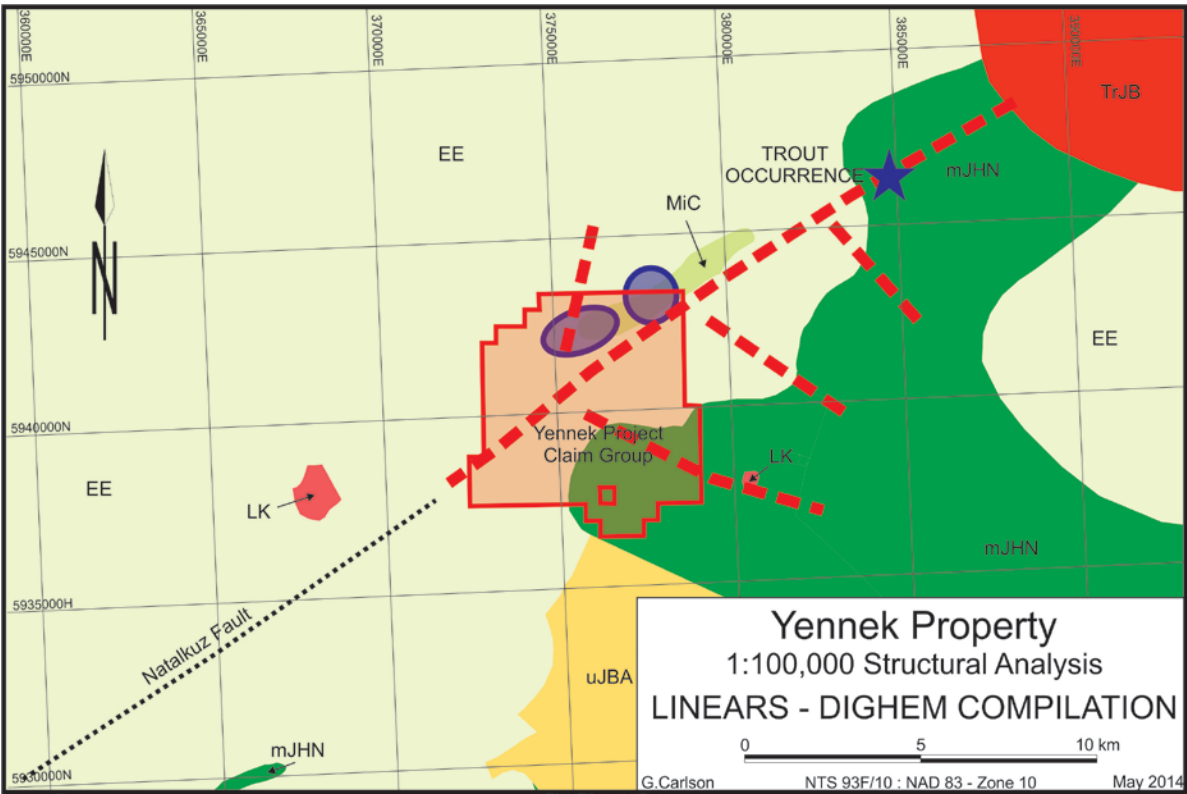 360000E
365000E
370000E
375000E
380000E
385000E
390000E
5950000N
TrJB
EE
TROUT
OCCURRENCE
mJHN
MiC
5945000N
N
EE
5940000N
Yennek Project
Claim Group
LK
EE
LK
mJHN
5935000H
Natalkuz Fault
uJBA
mJHN
5930000N
Yennek Property
1:100,000 Structural Analysis
LINEARS - DIGHEM COMPILATION
0 5 10 km
G.Carlson NTS 93F/10 : NAD 83 - Zone 10 May 2014